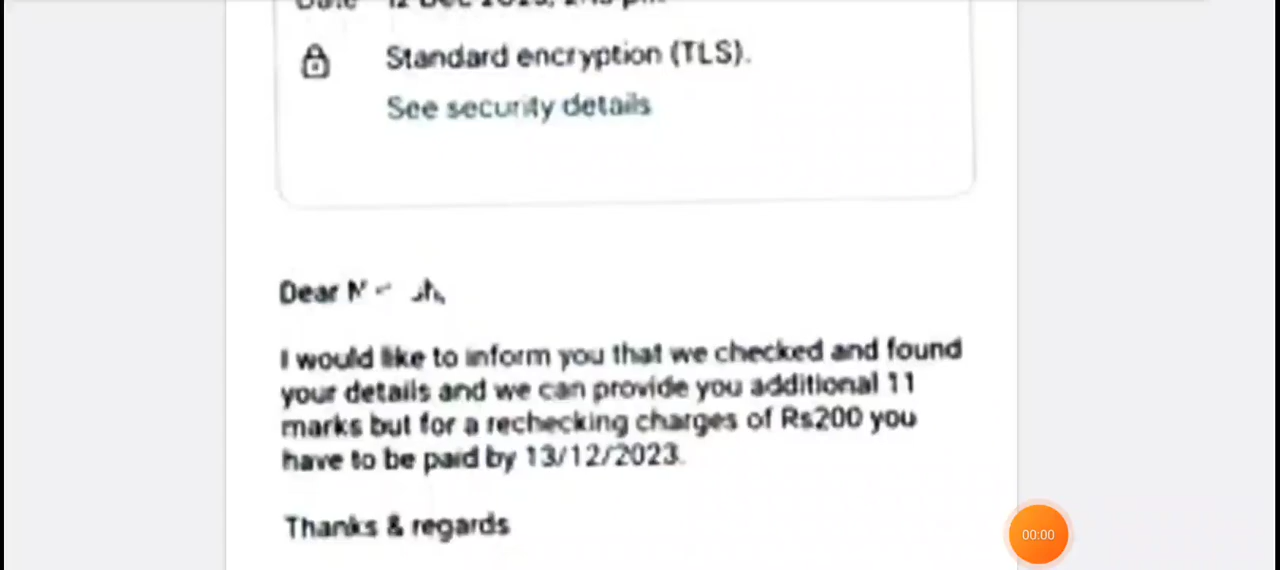 Standard encryption (TLS).
See security details
Dear
I would like to inform you that we checked and found
your details and we can provide you additional 11
marks but for a rechecking charges of Rs200 you
have to be paid by 13/12/2023.
Thanks & regards
00:00